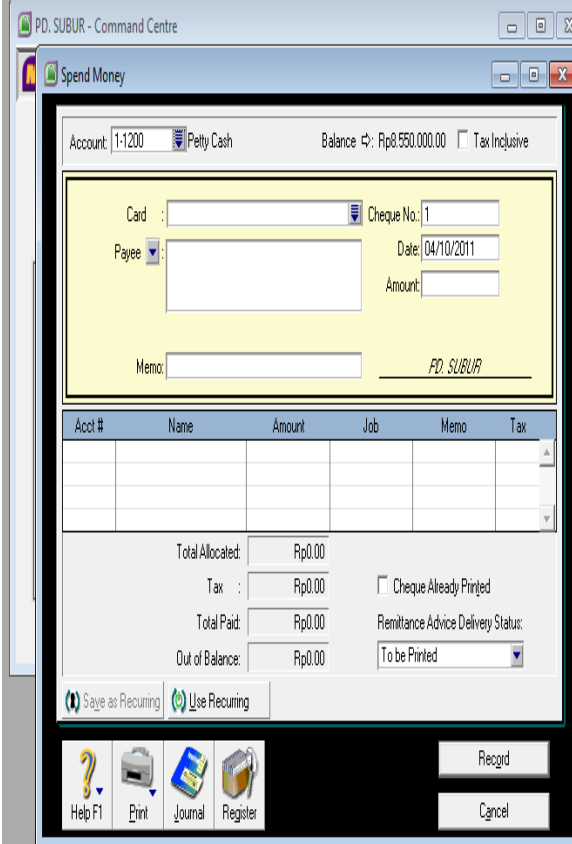 PD. SUBUR - Command Centre
Spend Money
Account: 1-1200 Petty Cash Balance ➪: Rp8.550.000.00 Tax Inclusive
Card : Cheque No.: 1
Payee : Date: 04/10/2011
Amount:
Memo: PD. SUBUR
Acct # Name Amount Job Memo Tax
Total Allocated: Rp0.00
Tax : Rp0.00 Cheque Already Printed
Total Paid: Rp0.00 Remittance Advice Delivery Status:
Out of Balance: Rp0.00 To be Printed
Save as Recurring Use Recurring
Help F1 Print Journal Register
Record
Cancel